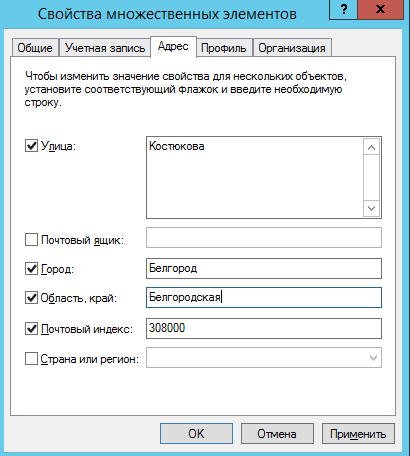 Свойства множественных элементов ? x
Общие Учетная запись Адрес Профиль Организация
Чтобы изменить значение свойства для нескольких объектов,
установите соответствующий флажок и введите необходимую
строку.
Улица: Костюкова
Почтовый ящик:
Город: Белгород
Область, край: Белгородская
Почтовый индекс: 308000
Страна или регион:
OK Отмена Применить